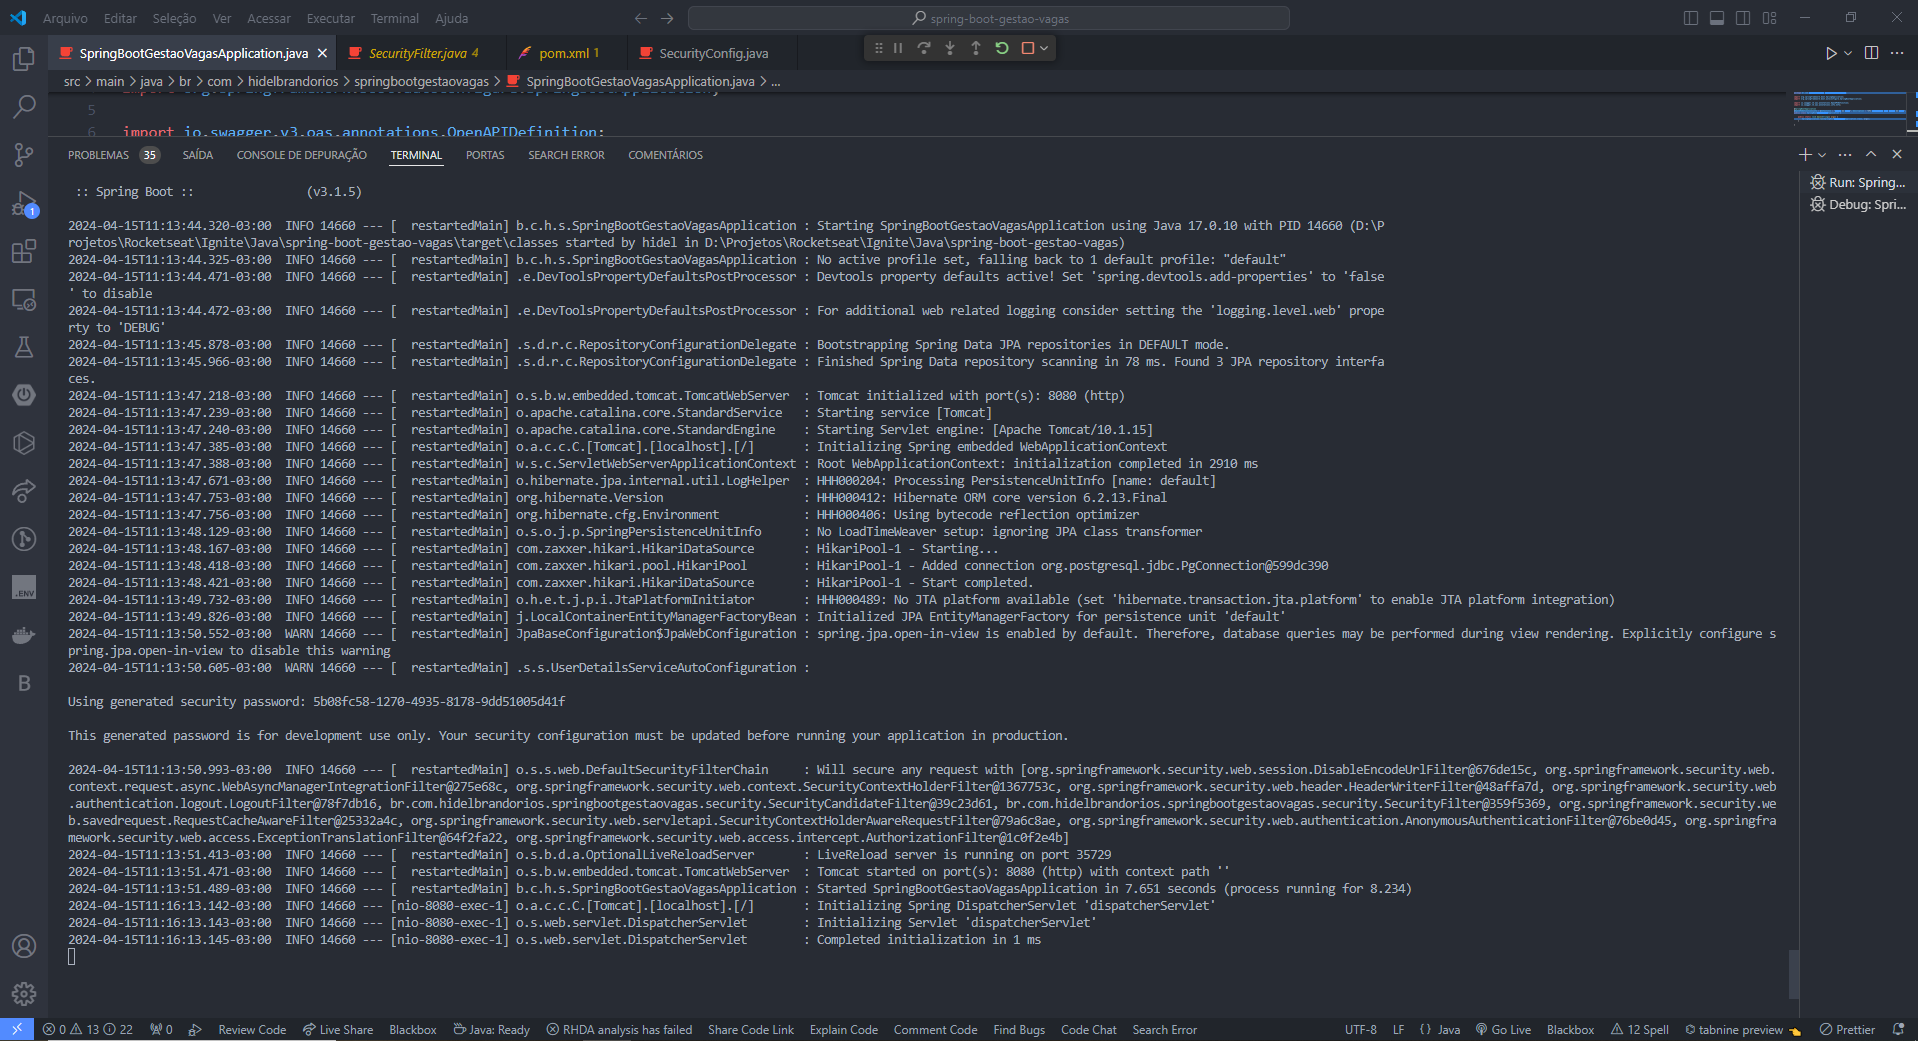 Arquivo Editar Seleção Ver Acessar Executar Terminal Ajuda
spring-boot-gestao-vagas
SpringBootGestaoVagasApplication.java
SecurityFilter.java 4
pom.xml 1
SecurityConfig.java
src > main > java > br > com > hidelbrandorios > springbootgestaovagas > SpringBootGestaoVagasApplication.java > ...
5
6 import io.swagger.v3.oas.annotations.OpenAPIDefinition;
PROBLEMAS 35 SAÍDA CONSOLE DE DEPURAÇÃO TERMINAL PORTAS SEARCH ERROR COMENTÁRIOS
Run: Spring...
Debug: Spri...
:: Spring Boot :: (v3.1.5)
2024-04-15T11:13:44.320-03:00 INFO 14660 --- [ restartedMain] b.c.h.s.SpringBootGestaoVagasApplication : Starting SpringBootGestaoVagasApplication using Java 17.0.10 with PID 14660 (D:\P
rojetos\Rocketseat\Ignite\Java\spring-boot-gestao-vagas\target\classes started by hidel in D:\Projetos\Rocketseat\Ignite\Java\spring-boot-gestao-vagas)
2024-04-15T11:13:44.325-03:00 INFO 14660 --- [ restartedMain] b.c.h.s.SpringBootGestaoVagasApplication : No active profile set, falling back to 1 default profile: "default"
2024-04-15T11:13:44.471-03:00 INFO 14660 --- [ restartedMain] .e.DevToolsPropertyDefaultsPostProcessor : Devtools property defaults active! Set 'spring.devtools.add-properties' to 'false
' to disable
2024-04-15T11:13:44.472-03:00 INFO 14660 --- [ restartedMain] .e.DevToolsPropertyDefaultsPostProcessor : For additional web related logging consider setting the 'logging.level.web' prope
rty to 'DEBUG'
2024-04-15T11:13:45.878-03:00 INFO 14660 --- [ restartedMain] .s.d.r.c.RepositoryConfigurationDelegate : Bootstrapping Spring Data JPA repositories in DEFAULT mode.
2024-04-15T11:13:45.966-03:00 INFO 14660 --- [ restartedMain] .s.d.r.c.RepositoryConfigurationDelegate : Finished Spring Data repository scanning in 78 ms. Found 3 JPA repository interfa
ces.
2024-04-15T11:13:47.218-03:00 INFO 14660 --- [ restartedMain] o.s.b.w.embedded.tomcat.TomcatWebServer : Tomcat initialized with port(s): 8080 (http)
2024-04-15T11:13:47.239-03:00 INFO 14660 --- [ restartedMain] o.apache.catalina.core.StandardService : Starting service [Tomcat]
2024-04-15T11:13:47.240-03:00 INFO 14660 --- [ restartedMain] o.apache.catalina.core.StandardEngine : Starting Servlet engine: [Apache Tomcat/10.1.15]
2024-04-15T11:13:47.385-03:00 INFO 14660 --- [ restartedMain] o.a.c.c.C.[Tomcat].[localhost].[/] : Initializing Spring embedded WebApplicationContext
2024-04-15T11:13:47.388-03:00 INFO 14660 --- [ restartedMain] w.s.c.ServletWebServerApplicationContext : Root WebApplicationContext: initialization completed in 2910 ms
2024-04-15T11:13:47.671-03:00 INFO 14660 --- [ restartedMain] o.hibernate.jpa.internal.util.LogHelper : HHH000204: Processing PersistenceUnitInfo [name: default]
2024-04-15T11:13:47.753-03:00 INFO 14660 --- [ restartedMain] org.hibernate.Version : HHH000412: Hibernate ORM core version 6.2.13.Final
2024-04-15T11:13:47.756-03:00 INFO 14660 --- [ restartedMain] org.hibernate.cfg.Environment : HHH000406: Using bytecode reflection optimizer
2024-04-15T11:13:48.129-03:00 INFO 14660 --- [ restartedMain] o.s.o.j.p.SpringPersistenceUnitInfo : No LoadTimeWeaver setup: ignoring JPA class transformer
2024-04-15T11:13:48.167-03:00 INFO 14660 --- [ restartedMain] com.zaxxer.hikari.HikariDataSource : HikariPool-1 - Starting...
2024-04-15T11:13:48.418-03:00 INFO 14660 --- [ restartedMain] com.zaxxer.hikari.pool.HikariPool : HikariPool-1 - Added connection org.postgresql.jdbc.PgConnection@599dc390
2024-04-15T11:13:48.421-03:00 INFO 14660 --- [ restartedMain] com.zaxxer.hikari.HikariDataSource : HikariPool-1 - Start completed.
2024-04-15T11:13:49.732-03:00 INFO 14660 --- [ restartedMain] o.h.e.t.j.p.i.JtaPlatformInitiator : HHH000489: No JTA platform available (set 'hibernate.transaction.jta.platform' to enable JTA platform integration)
2024-04-15T11:13:49.826-03:00 INFO 14660 --- [ restartedMain] j.LocalContainerEntityManagerFactoryBean : Initialized JPA EntityManagerFactory for persistence unit 'default'
2024-04-15T11:13:50.552-03:00 WARN 14660 --- [ restartedMain] JpaBaseConfiguration$JpaWebConfiguration : spring.jpa.open-in-view is enabled by default. Therefore, database queries may be performed during view rendering. Explicitly configure s
pring.jpa.open-in-view to disable this warning
2024-04-15T11:13:50.605-03:00 WARN 14660 --- [ restartedMain] .s.s.UserDetailsServiceAutoConfiguration :
Using generated security password: 5b08fc58-1270-4935-8178-9dd51005d41f
This generated password is for development use only. Your security configuration must be updated before running your application in production.
2024-04-15T11:13:50.993-03:00 INFO 14660 --- [ restartedMain] o.s.s.web.DefaultSecurityFilterChain : Will secure any request with [org.springframework.security.web.session.DisableEncodeUrlFilter@676de15c, org.springframework.security.web.
context.request.async.WebAsyncManagerIntegrationFilter@275e68c, org.springframework.security.web.context.SecurityContextHolderFilter@1367753c, org.springframework.security.web.header.HeaderWriterFilter@48affa7d, org.springframework.security.web
.authentication.logout.LogoutFilter@78f7db16, br.com.hidelbrandorios.springbootgestaovagas.security.SecurityCandidateFilter@39c23d61, br.com.hidelbrandorios.springbootgestaovagas.security.SecurityFilter@359f5369, org.springframework.security.we
b.savedrequest.RequestCacheAwareFilter@25332a4c, org.springframework.security.web.servletapi.SecurityContextHolderAwareRequestFilter@79a6c8ae, org.springframework.security.web.authentication.AnonymousAuthenticationFilter@76be0d45, org.springfra
mework.security.web.access.ExceptionTranslationFilter@64f2fa22, org.springframework.security.web.access.intercept.AuthorizationFilter@1c0f2e4b]
2024-04-15T11:13:51.413-03:00 INFO 14660 --- [ restartedMain] o.s.b.d.a.OptionalLiveReloadServer : LiveReload server is running on port 35729
2024-04-15T11:13:51.471-03:00 INFO 14660 --- [ restartedMain] o.s.b.w.embedded.tomcat.TomcatWebServer : Tomcat started on port(s): 8080 (http) with context path ''
2024-04-15T11:13:51.489-03:00 INFO 14660 --- [ restartedMain] b.c.h.s.SpringBootGestaoVagasApplication : Started SpringBootGestaoVagasApplication in 7.651 seconds (process running for 8.234)
2024-04-15T11:16:13.142-03:00 INFO 14660 --- [nio-8080-exec-1] o.a.c.c.C.[Tomcat].[localhost].[/] : Initializing Spring DispatcherServlet 'dispatcherServlet'
2024-04-15T11:16:13.143-03:00 INFO 14660 --- [nio-8080-exec-1] o.s.web.servlet.DispatcherServlet : Initializing Servlet 'dispatcherServlet'
2024-04-15T11:16:13.145-03:00 INFO 14660 --- [nio-8080-exec-1] o.s.web.servlet.DispatcherServlet : Completed initialization in 1 ms
1
.ENV
B
0 13 22 0 Review Code Live Share Blackbox Java: Ready RHDA analysis has failed Share Code Link Explain Code Comment Code Find Bugs Code Chat Search Error UTF-8 LF {} Java Go Live Blackbox 12 Spell tabnine preview Prettier